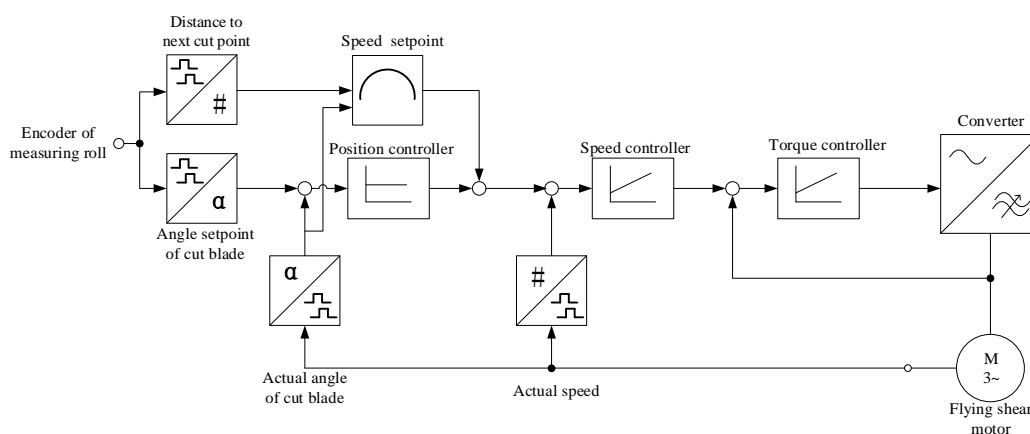 Distance to
next cut point
Speed setpoint
#
Encoder of
measuring roll
Position controller
Speed controller
Torque controller
Converter
α
Angle setpoint
of cut blade
α
#
Actual angle
of cut blade
Actual speed
M
3~
Flying shear
motor